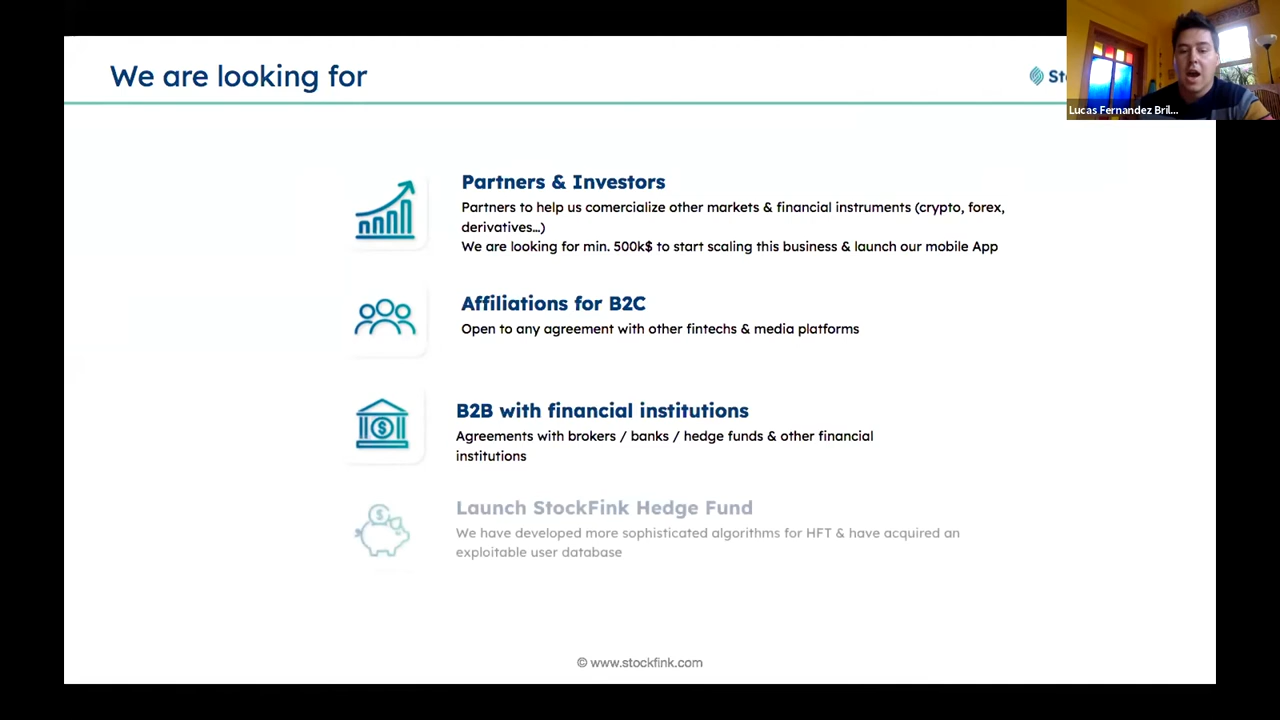 We are looking for
Lucas Fernandez Bril...
Partners & Investors
Partners to help us comercialize other markets & financial instruments (crypto, forex,
derivatives...)
We are looking for min. 500k$ to start scaling this business & launch our mobile App
Affiliations for B2C
Open to any agreement with other fintechs & media platforms
B2B with financial institutions
Agreements with brokers / banks / hedge funds & other financial
institutions
Launch StockFink Hedge Fund
We have developed more sophisticated algorithms for HFT & have acquired an
exploitable user database
© www.stockfink.com